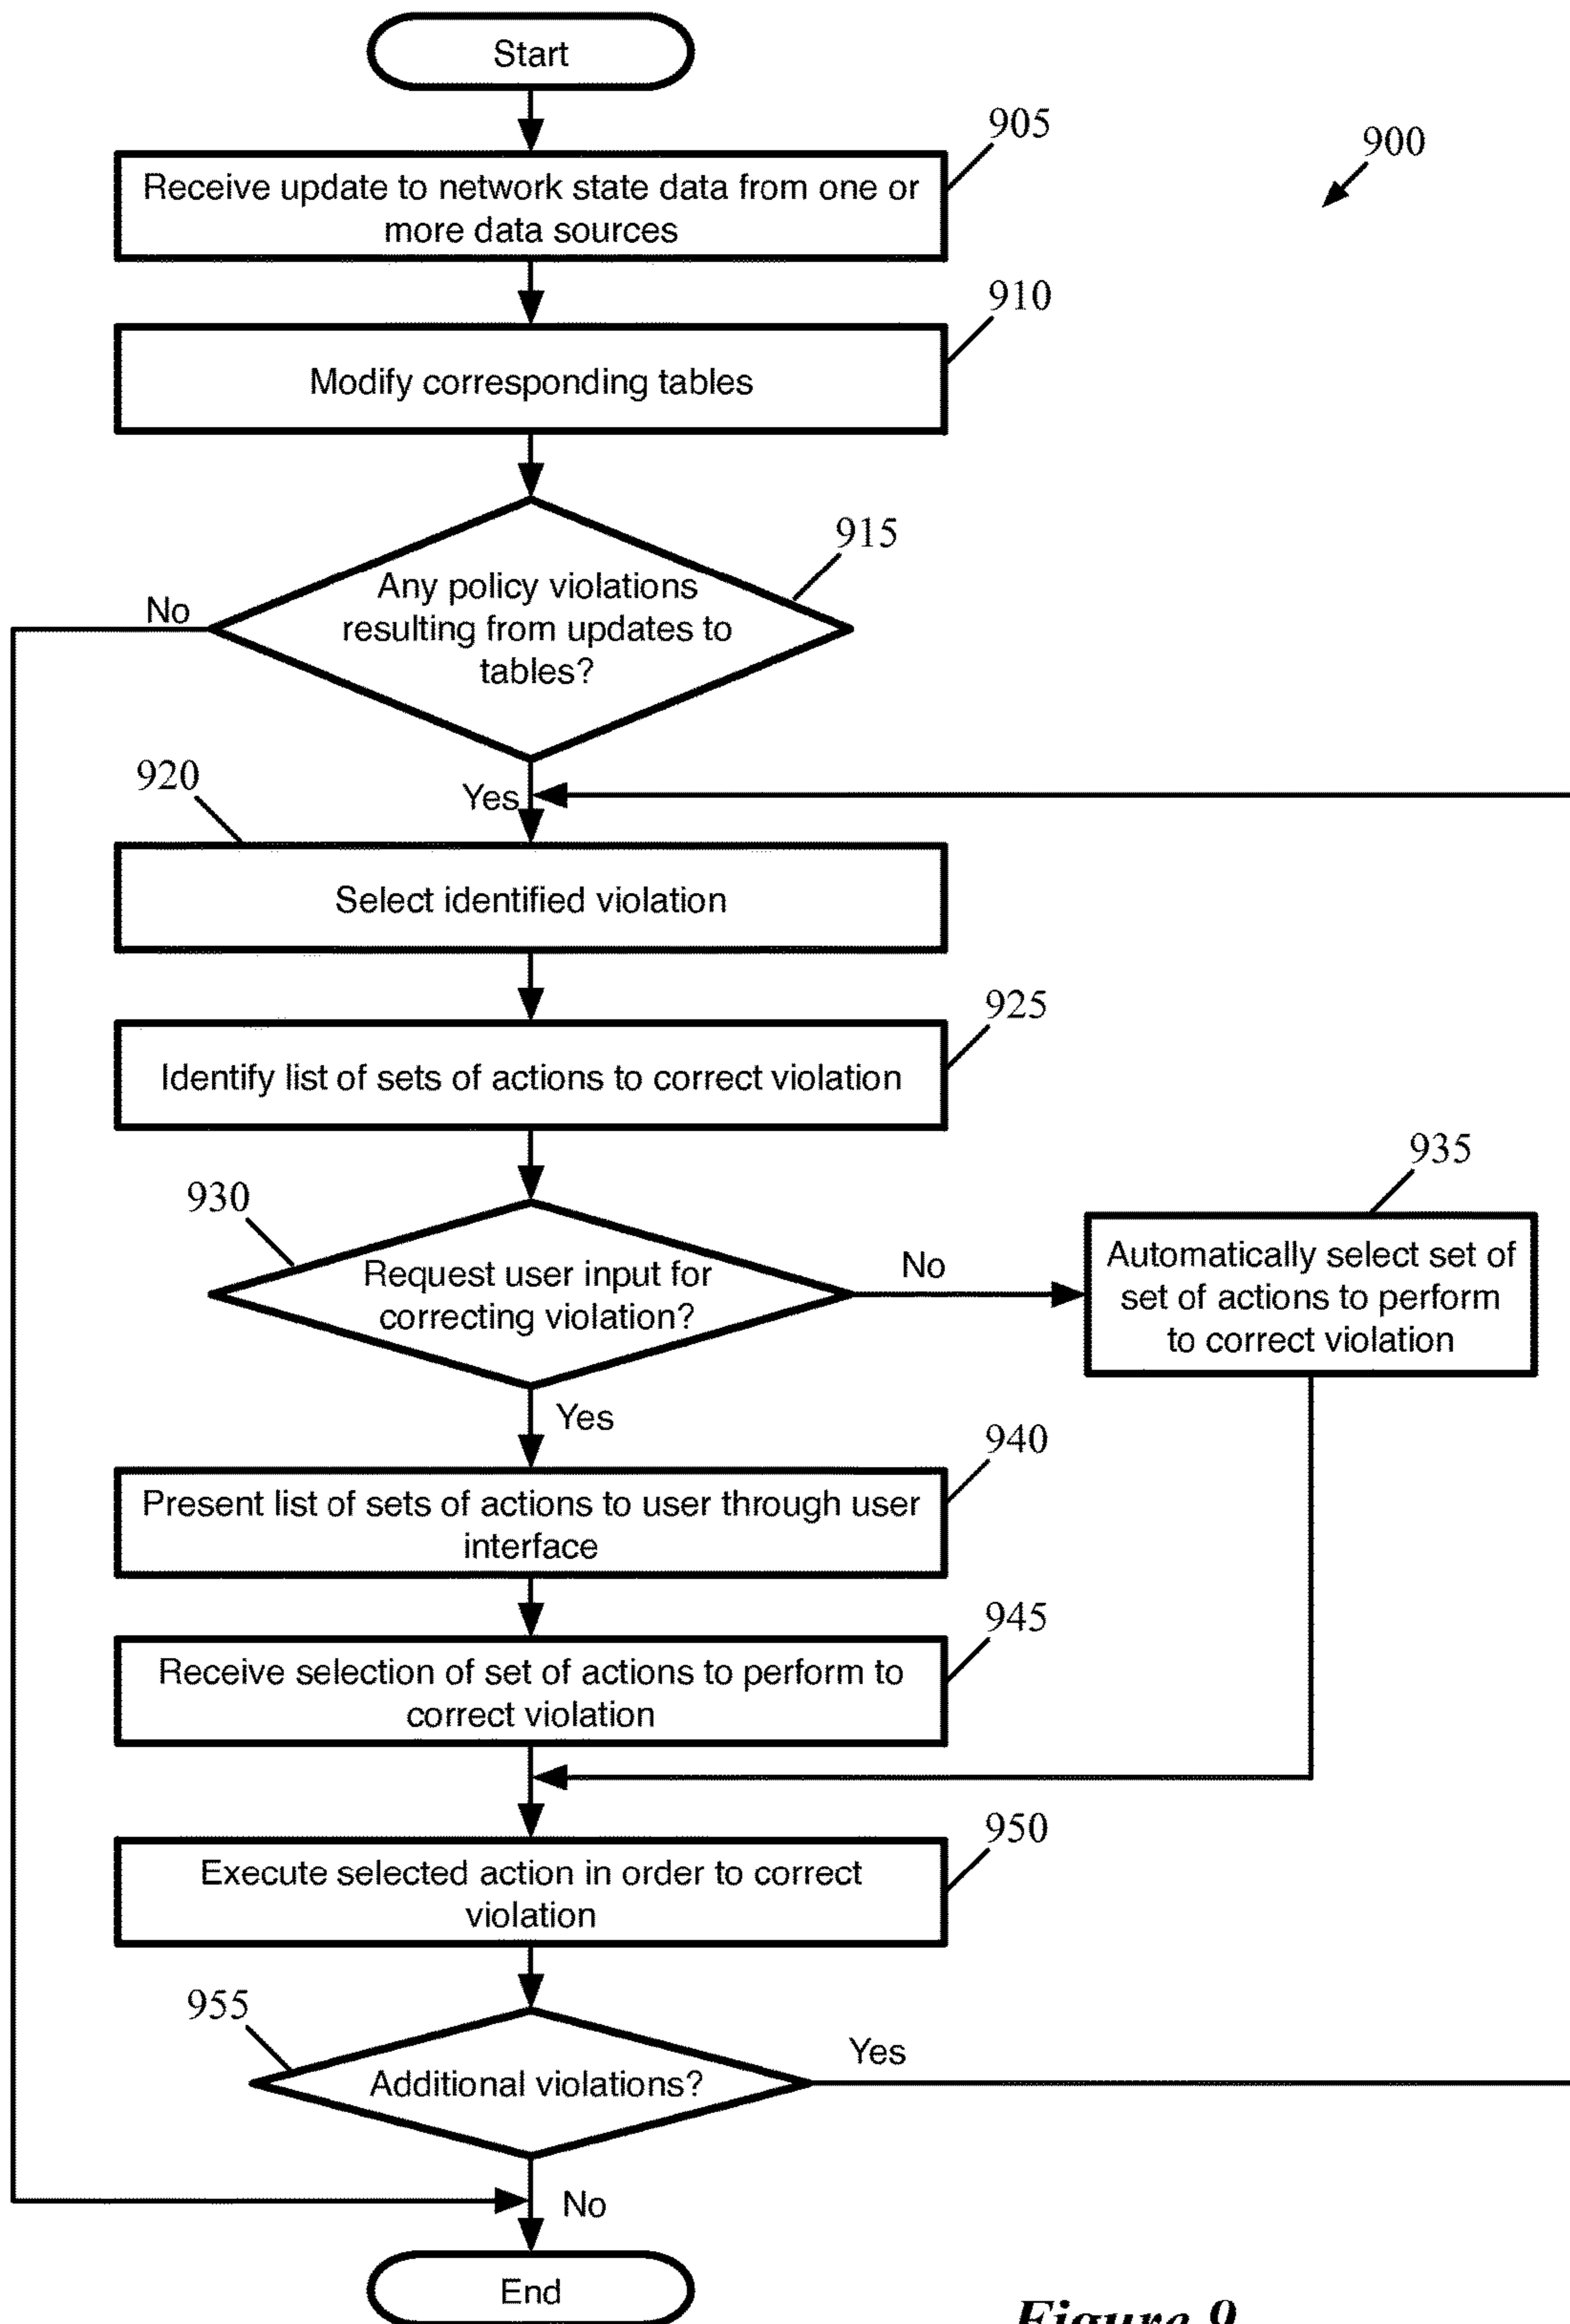 Start
905
900
Receive update to network state data from one or
more data sources
910
Modify corresponding tables
915
Any policy violations
resulting from updates to
tables?
No
920
Yes
Select identified violation
925
Identify list of sets of actions to correct violation
935
930
Request user input for
correcting violation?
No
Automatically select set of
set of actions to perform
to correct violation
Yes
940
Present list of sets of actions to user through user
interface
945
Receive selection of set of actions to perform to
correct violation
950
Execute selected action in order to correct
violation
955
Additional violations?
Yes
No
End
Figure 9